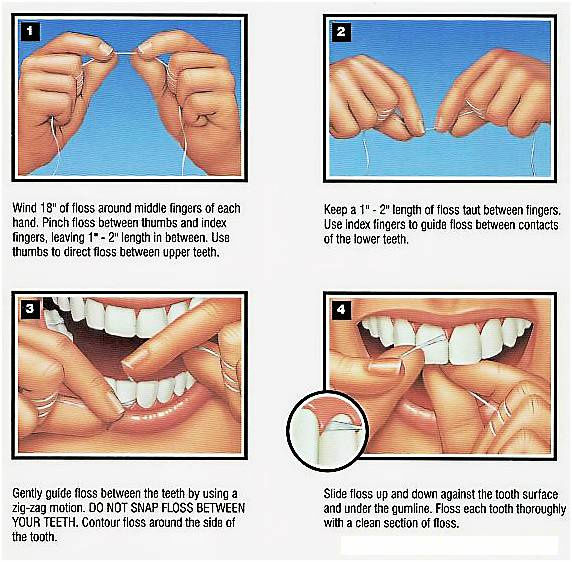 1
Wind 18" of floss around middle fingers of each
hand. Pinch floss between thumbs and index
fingers, leaving 1" - 2" length in between. Use
thumbs to direct floss between upper teeth.
2
Keep a 1" - 2" length of floss taut between fingers.
Use index fingers to guide floss between contacts
of the lower teeth.
3
Gently guide floss between the teeth by using a
zig-zag motion. DO NOT SNAP FLOSS BETWEEN
YOUR TEETH. Contour floss around the side of
the tooth.
4
Slide floss up and down against the tooth surface
and under the gumline. Floss each tooth thoroughly
with a clean section of floss.